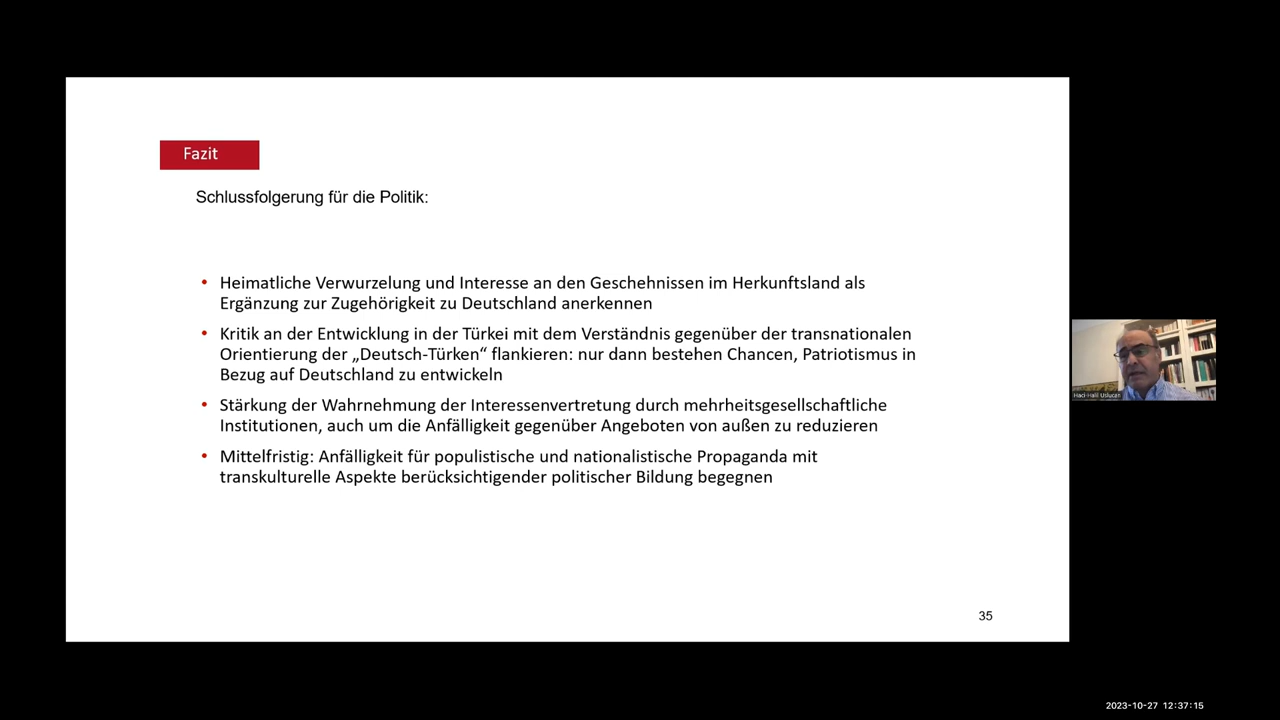 Fazit
Schlussfolgerung für die Politik:
• Heimatliche Verwurzelung und Interesse an den Geschehnissen im Herkunftsland als
Ergänzung zur Zugehörigkeit zu Deutschland anerkennen
• Kritik an der Entwicklung in der Türkei mit dem Verständnis gegenüber der transnationalen
Orientierung der „Deutsch-Türken“ flankieren: nur dann bestehen Chancen, Patriotismus in
Bezug auf Deutschland zu entwickeln
• Stärkung der Wahrnehmung der Interessenvertretung durch mehrheitsgesellschaftliche
Institutionen, auch um die Anfälligkeit gegenüber Angeboten von außen zu reduzieren
• Mittelfristig: Anfälligkeit für populistische und nationalistische Propaganda mit
transkulturelle Aspekte berücksichtigender politischer Bildung begegnen
35
Haci-Halil Uslucan
2023-10-27 12:37:15